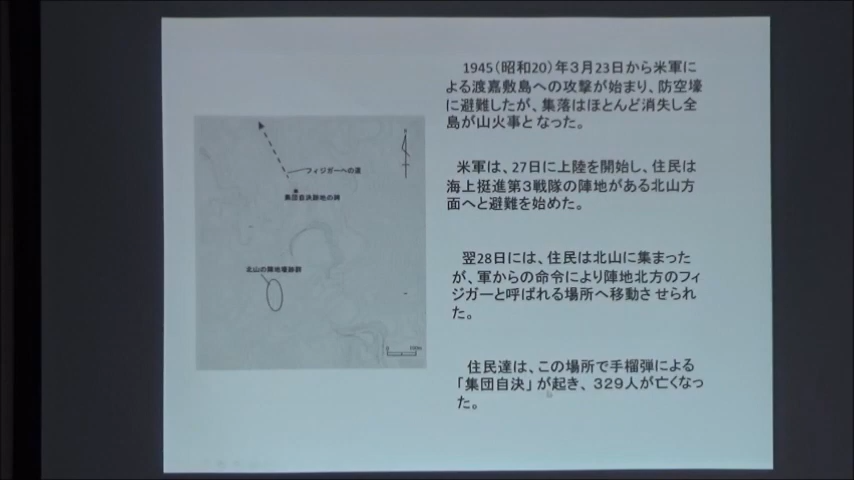 1945(昭和20)年３月23日から米軍に
よる渡嘉敷島への攻撃が始まり、防空壕
に避難したが、集落はほとんど消失し全
島が山火事となった。
米軍は、27日に上陸を開始し、住民は
海上挺進第３戦隊の陣地がある北山方
面へと避難を始めた。
翌28日には、住民は北山に集まった
が、軍からの命令により陣地北方のフィ
ジガーと呼ばれる場所へ移動させられ
た。
住民達は、この場所で手榴弾による
「集団自決」が起き、329人が亡くなっ
た。
フィジガーへの道
集団自決跡地の碑
北山の陣地壕跡群